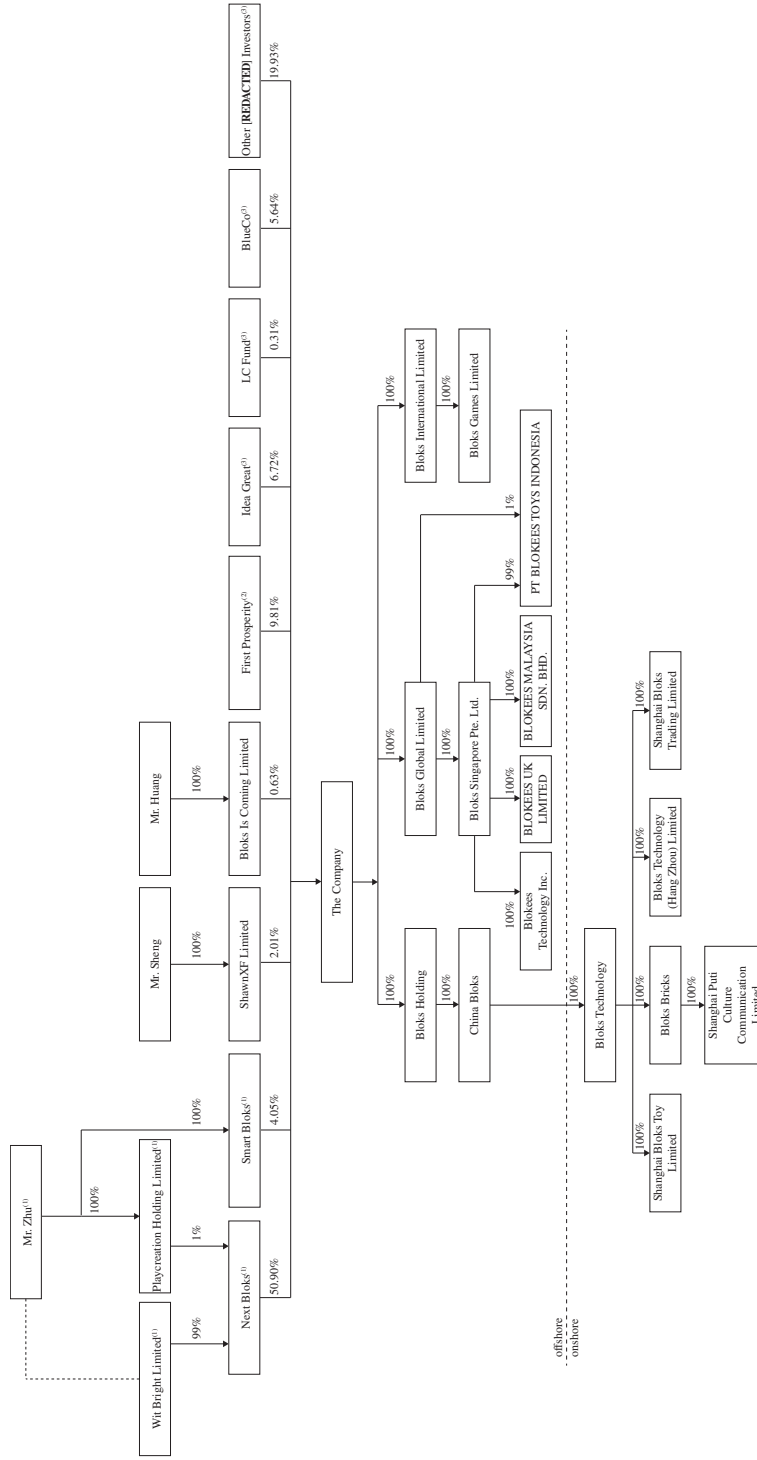 Mr. Zhu(1)
100%
100%
Wit Bright Limited(1)
Playcreation Holding Limited(1)
Mr. Sheng
Mr. Huang
99%
1%
100%
100%
Next Bloks(1)
Smart Bloks(1)
ShawnXF Limited
Bloks Is Coming Limited
First Prosperity(2)
Idea Great(3)
LC Fund(3)
BlueCo(3)
Other [REDACTED] Investors(3)
50.90%
4.05%
2.01%
0.63%
9.81%
6.72%
0.31%
5.64%
19.93%
The Company
100%
100%
100%
Bloks Holding
Bloks Global Limited
Bloks International Limited
100%
100%
100%
China Bloks
Bloks Singapore Pte. Ltd.
Bloks Games Limited
100%
100%
100%
99%
1%
Blokees
Technology Inc.
BLOKEES UK
LIMITED
BLOKEES MALAYSIA
SDN. BHD.
PT BLOKEES TOYS INDONESIA
offshore
onshore
100%
Bloks Technology
100%
100%
100%
100%
Shanghai Bloks Toy
Limited
Bloks Bricks
Bloks Technology
(Hang Zhou) Limited
Shanghai Bloks
Trading Limited
100%
Shanghai Puti
Culture
Communication
Limited